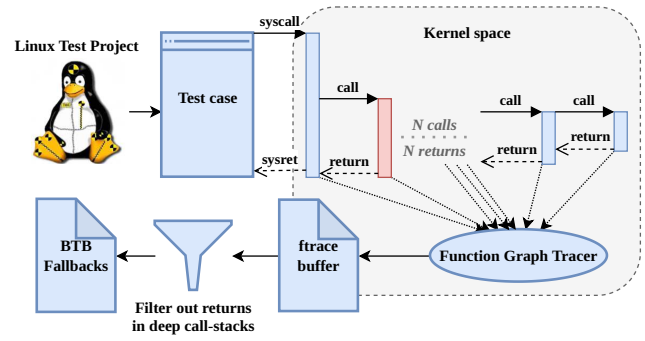 syscall
Kernel space
Linux Test Project
Test case
call
call
call
N calls
N returns
sysret
return
return
return
BTB
Fallbacks
ftrace
buffer
Function Graph Tracer
Filter out returns
in deep call-stacks